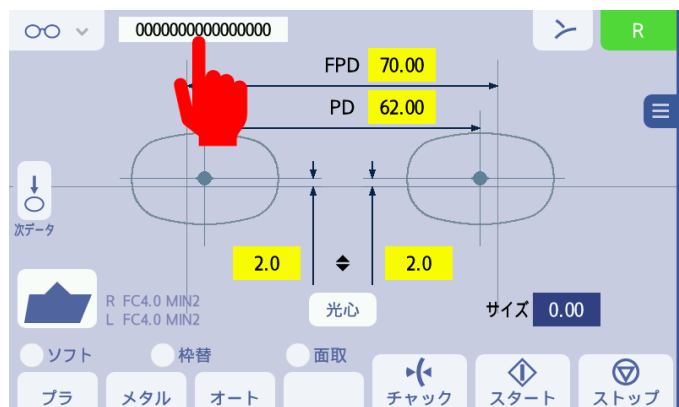 0000000000000000
R
FPD 70.00
PD 62.00
次データ
2.0 2.0
R FC4.0 MIN2
L FC4.0 MIN2
光心
サイズ 0.00
ソフト 枠替 面取
プラ メタル オート チャック スタート ストップ